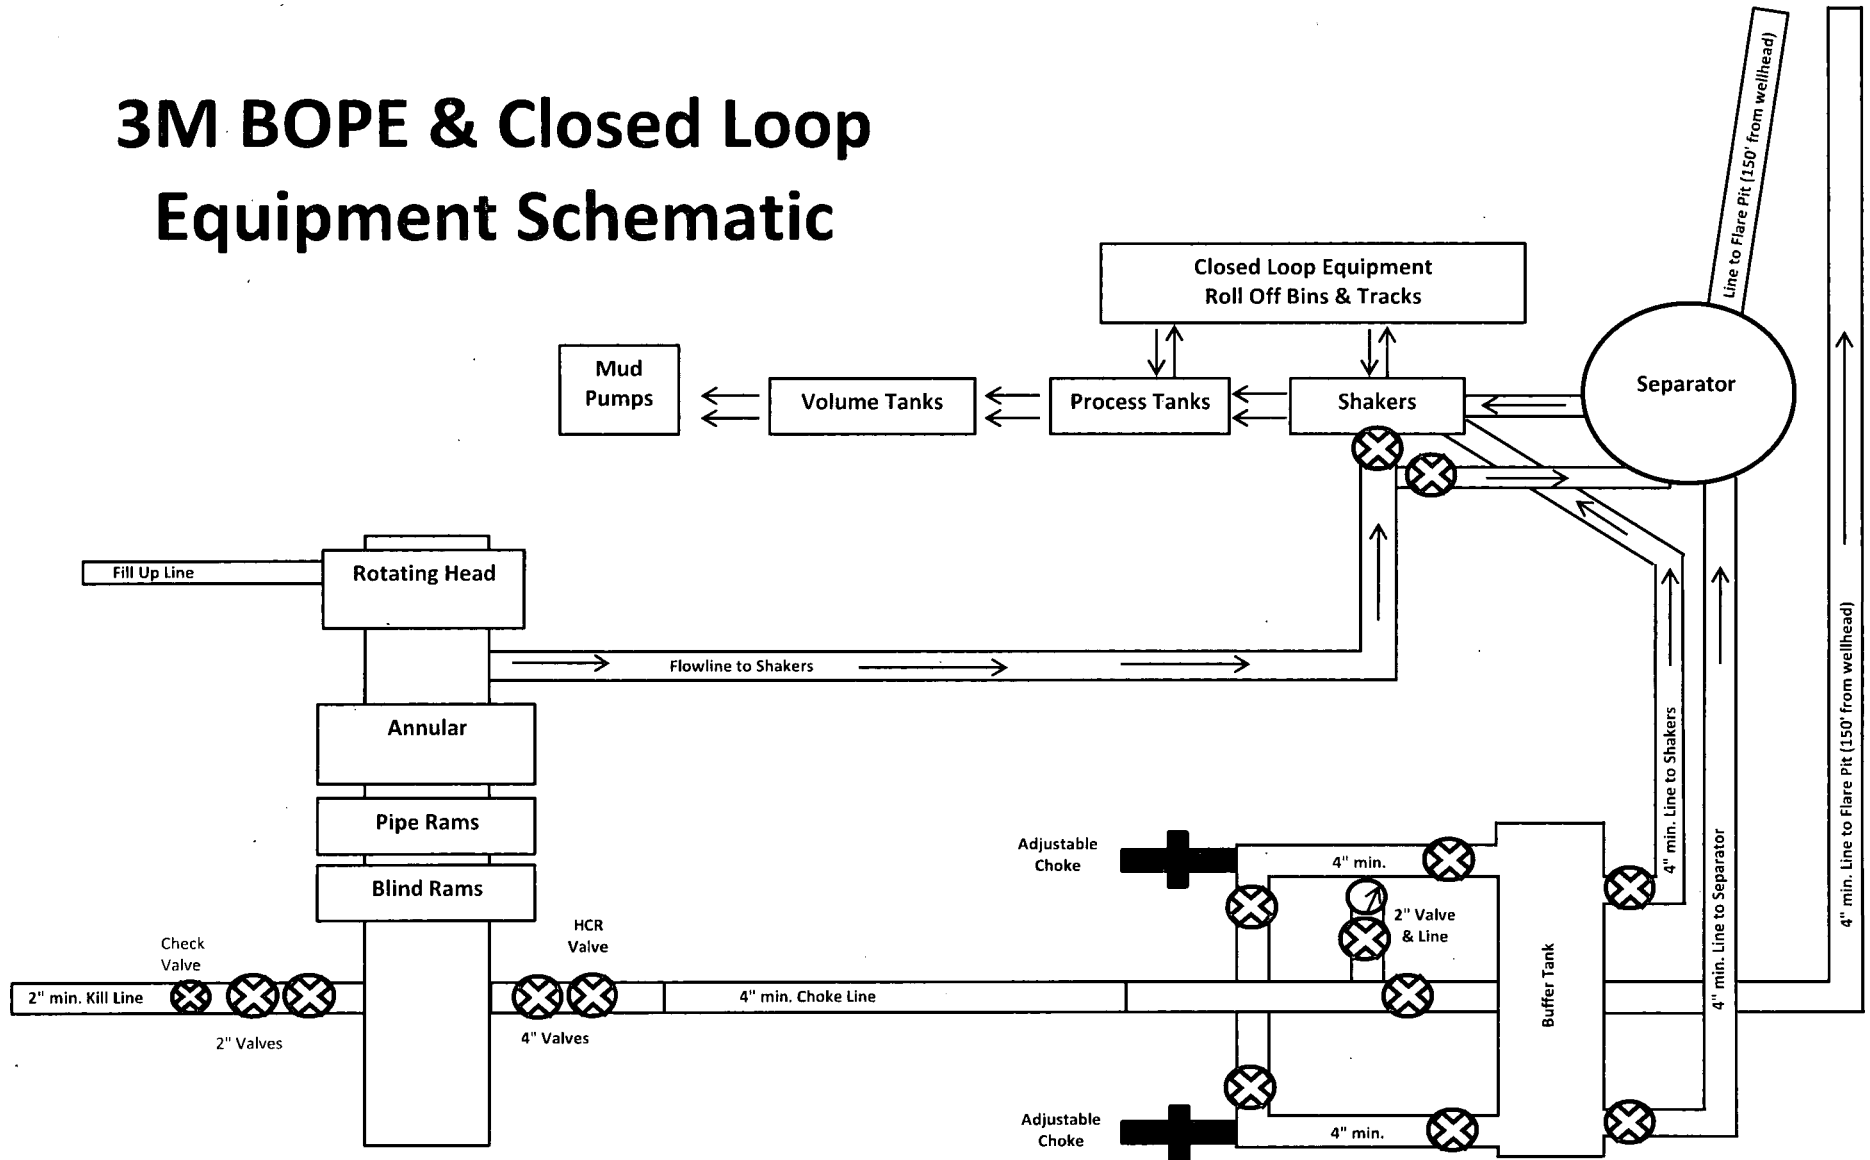 3M BOPE & Closed Loop
Equipment Schematic
Line to Flare Pit (150' from wellhead)
Closed Loop Equipment
Roll Off Bins & Tracks
Mud
Pumps
Volume Tanks
Process Tanks
Shakers
Separator
Fill Up Line
Rotating Head
Flowline to Shakers
Annular
Pipe Rams
Blind Rams
Check
Valve
HCR
Valve
2" min. Kill Line
4" min. Choke Line
2" Valves
4" Valves
Adjustable
Choke
4" min.
2" Valve
& Line
Buffer Tank
Adjustable
Choke
4" min.
4" min. Line to Shakers
4" min. Line to Separator
4" min. Line to Flare Pit (150' from wellhead)